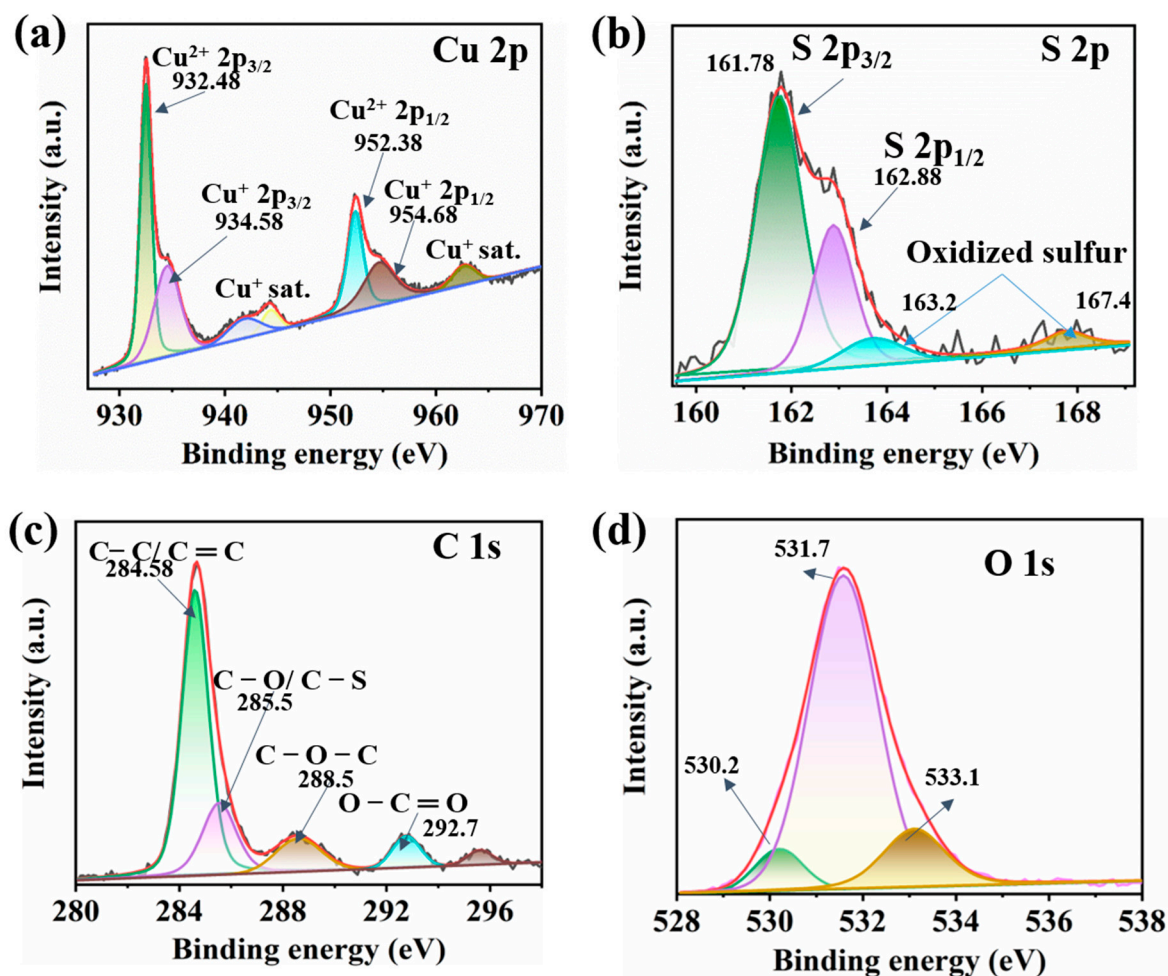 (a)
Cu 2p
Cu²⁺ 2p₃/₂
932.48
Cu²⁺ 2p₁/₂
952.38
Cu⁺ 2p₃/₂
934.58
Cu⁺ 2p₁/₂
954.68
Cu⁺ sat.
Cu⁺ sat.
Intensity (a.u.)
930 940 950 960 970
Binding energy (eV)
(b)
S 2p
161.78
S 2p₃/₂
S 2p₁/₂
162.88
Oxidized sulfur
163.2
167.4
Intensity (a.u.)
160 162 164 166 168
Binding energy (eV)
(c)
C 1s
C−C/C=C
284.58
C−O/C−S
285.5
C−O−C
288.5
O−C=O
292.7
Intensity (a.u.)
280 284 288 292 296
Binding energy (eV)
(d)
O 1s
531.7
530.2
533.1
Intensity (a.u.)
528 530 532 534 536 538
Binding energy (eV)